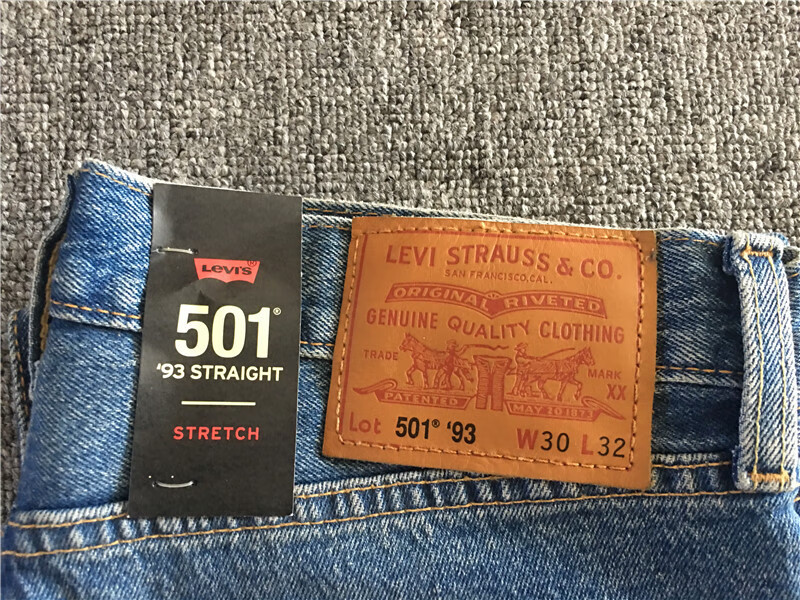 LEVI'S®
501®
'93 STRAIGHT
STRETCH
LEVI STRAUSS & CO.
SAN FRANCISCO, CAL.
ORIGINAL RIVETED
GENUINE QUALITY CLOTHING
TRADE MARK
XX
PATENTED MAY 20 1873
Lot 501® '93 W30 L32